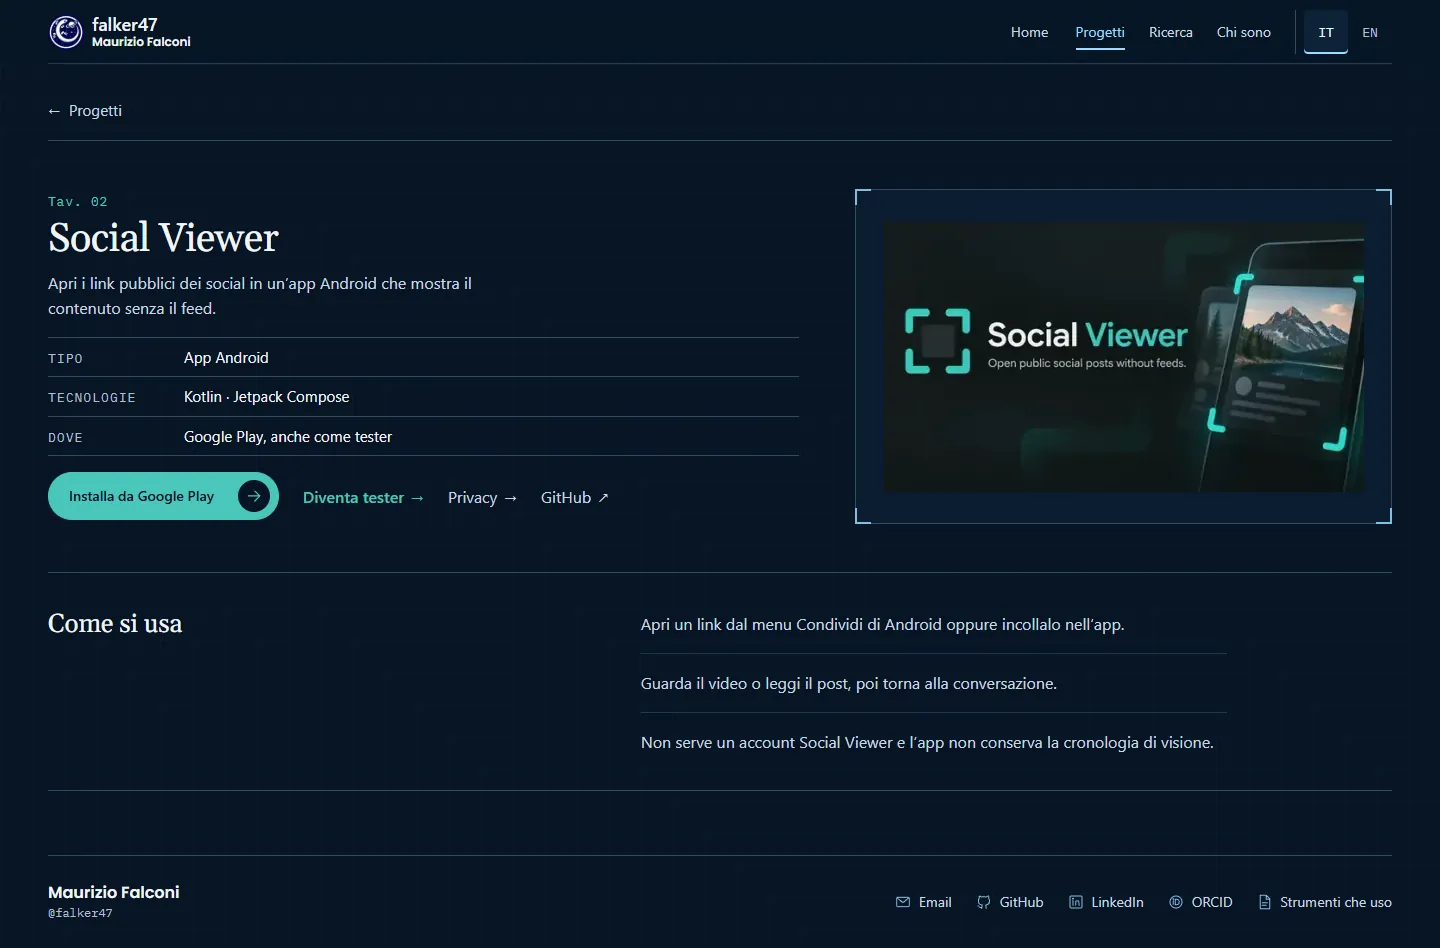 falker47
Maurizio Falconi
Home
Progetti
Ricerca
Chi sono
IT
EN
← Progetti
Tav. 02
Social Viewer
Apri i link pubblici dei social in un’app Android che mostra il
contenuto senza il feed.
TIPO App Android
TECNOLOGIE Kotlin · Jetpack Compose
DOVE Google Play, anche come tester
Installa da Google Play →
Diventa tester →
Privacy →
GitHub ↗
Social Viewer
Open public social posts without feeds.
Come si usa
Apri un link dal menu Condividi di Android oppure incollalo nell’app.
Guarda il video o leggi il post, poi torna alla conversazione.
Non serve un account Social Viewer e l’app non conserva la cronologia di visione.
Maurizio Falconi
@falker47
Email
GitHub
LinkedIn
ORCID
Strumenti che uso